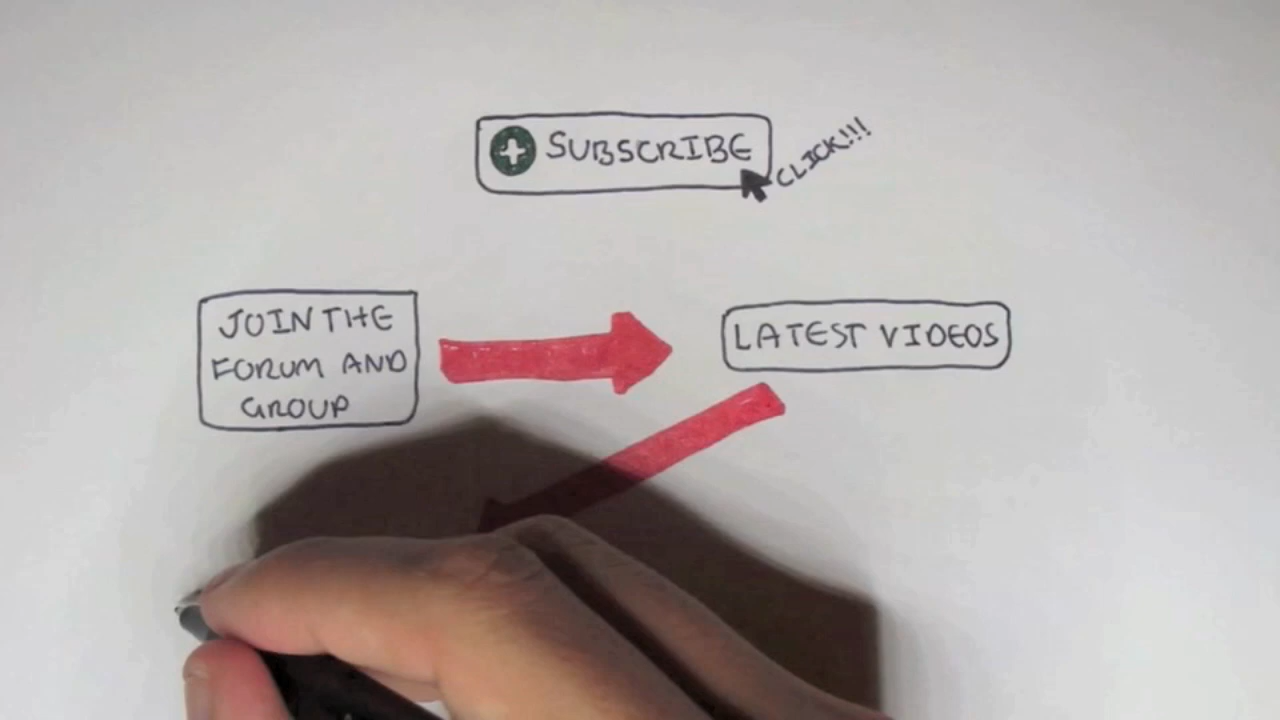 SUBSCRIBE
CLICK!!!
JOIN THE
FORUM AND
GROUP
LATEST VIDEOS